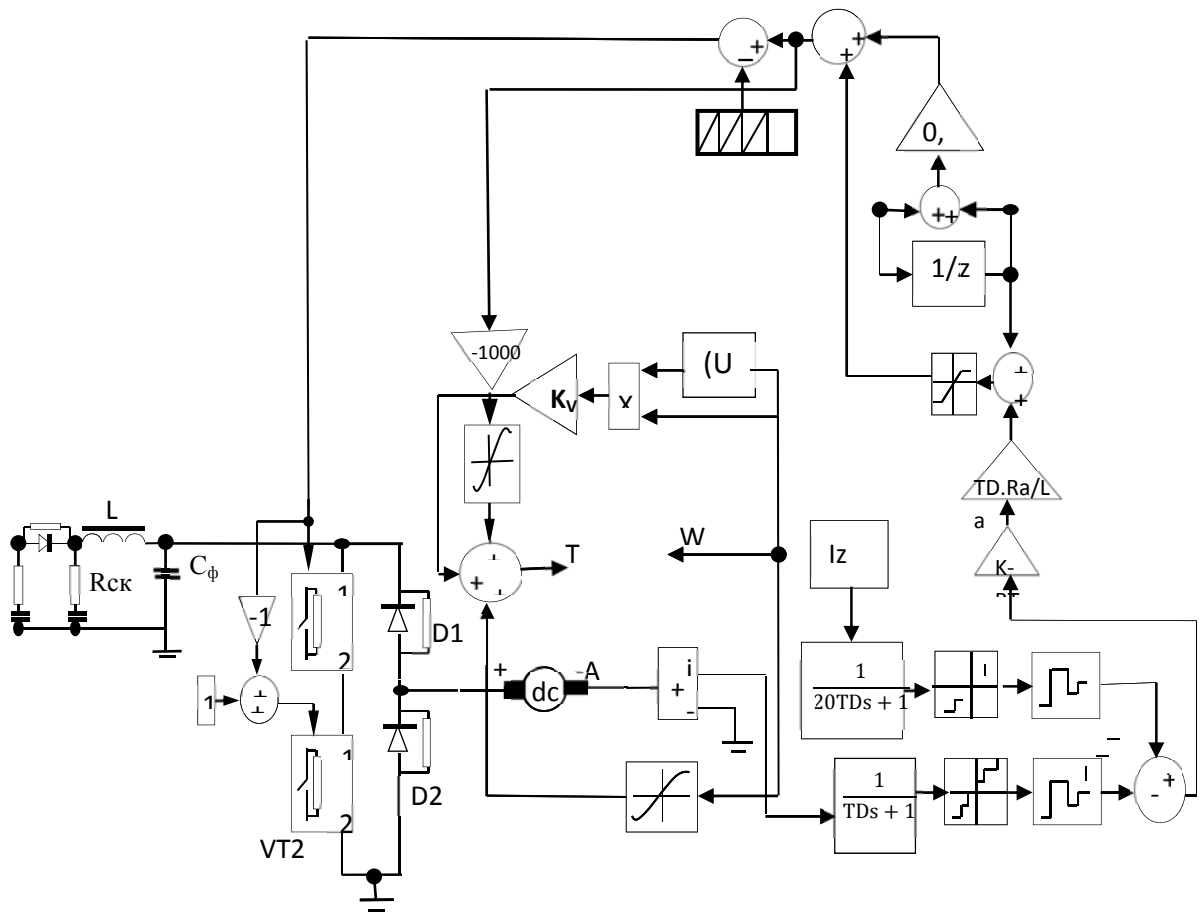 0,
1/z
-1000
Kv
(U
TD.Ra/L
a
K-
W
T
Iz
L
Rск
Cф
-1
1
2
D1
+
-A
dc
i
+
-
1
1
2
D2
VT2
1
20TDs + 1
1
TDs + 1